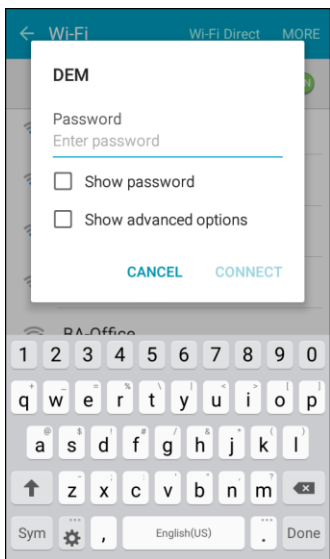 Wi-Fi Wi-Fi Direct MORE
DEM
Password
Enter password
Show password
Show advanced options
CANCEL CONNECT
BA-Office
1 2 3 4 5 6 7 8 9 0
q w e r t y u i o p
a s d f g h j k l
z x c v b n m
Sym , English(US) . Done